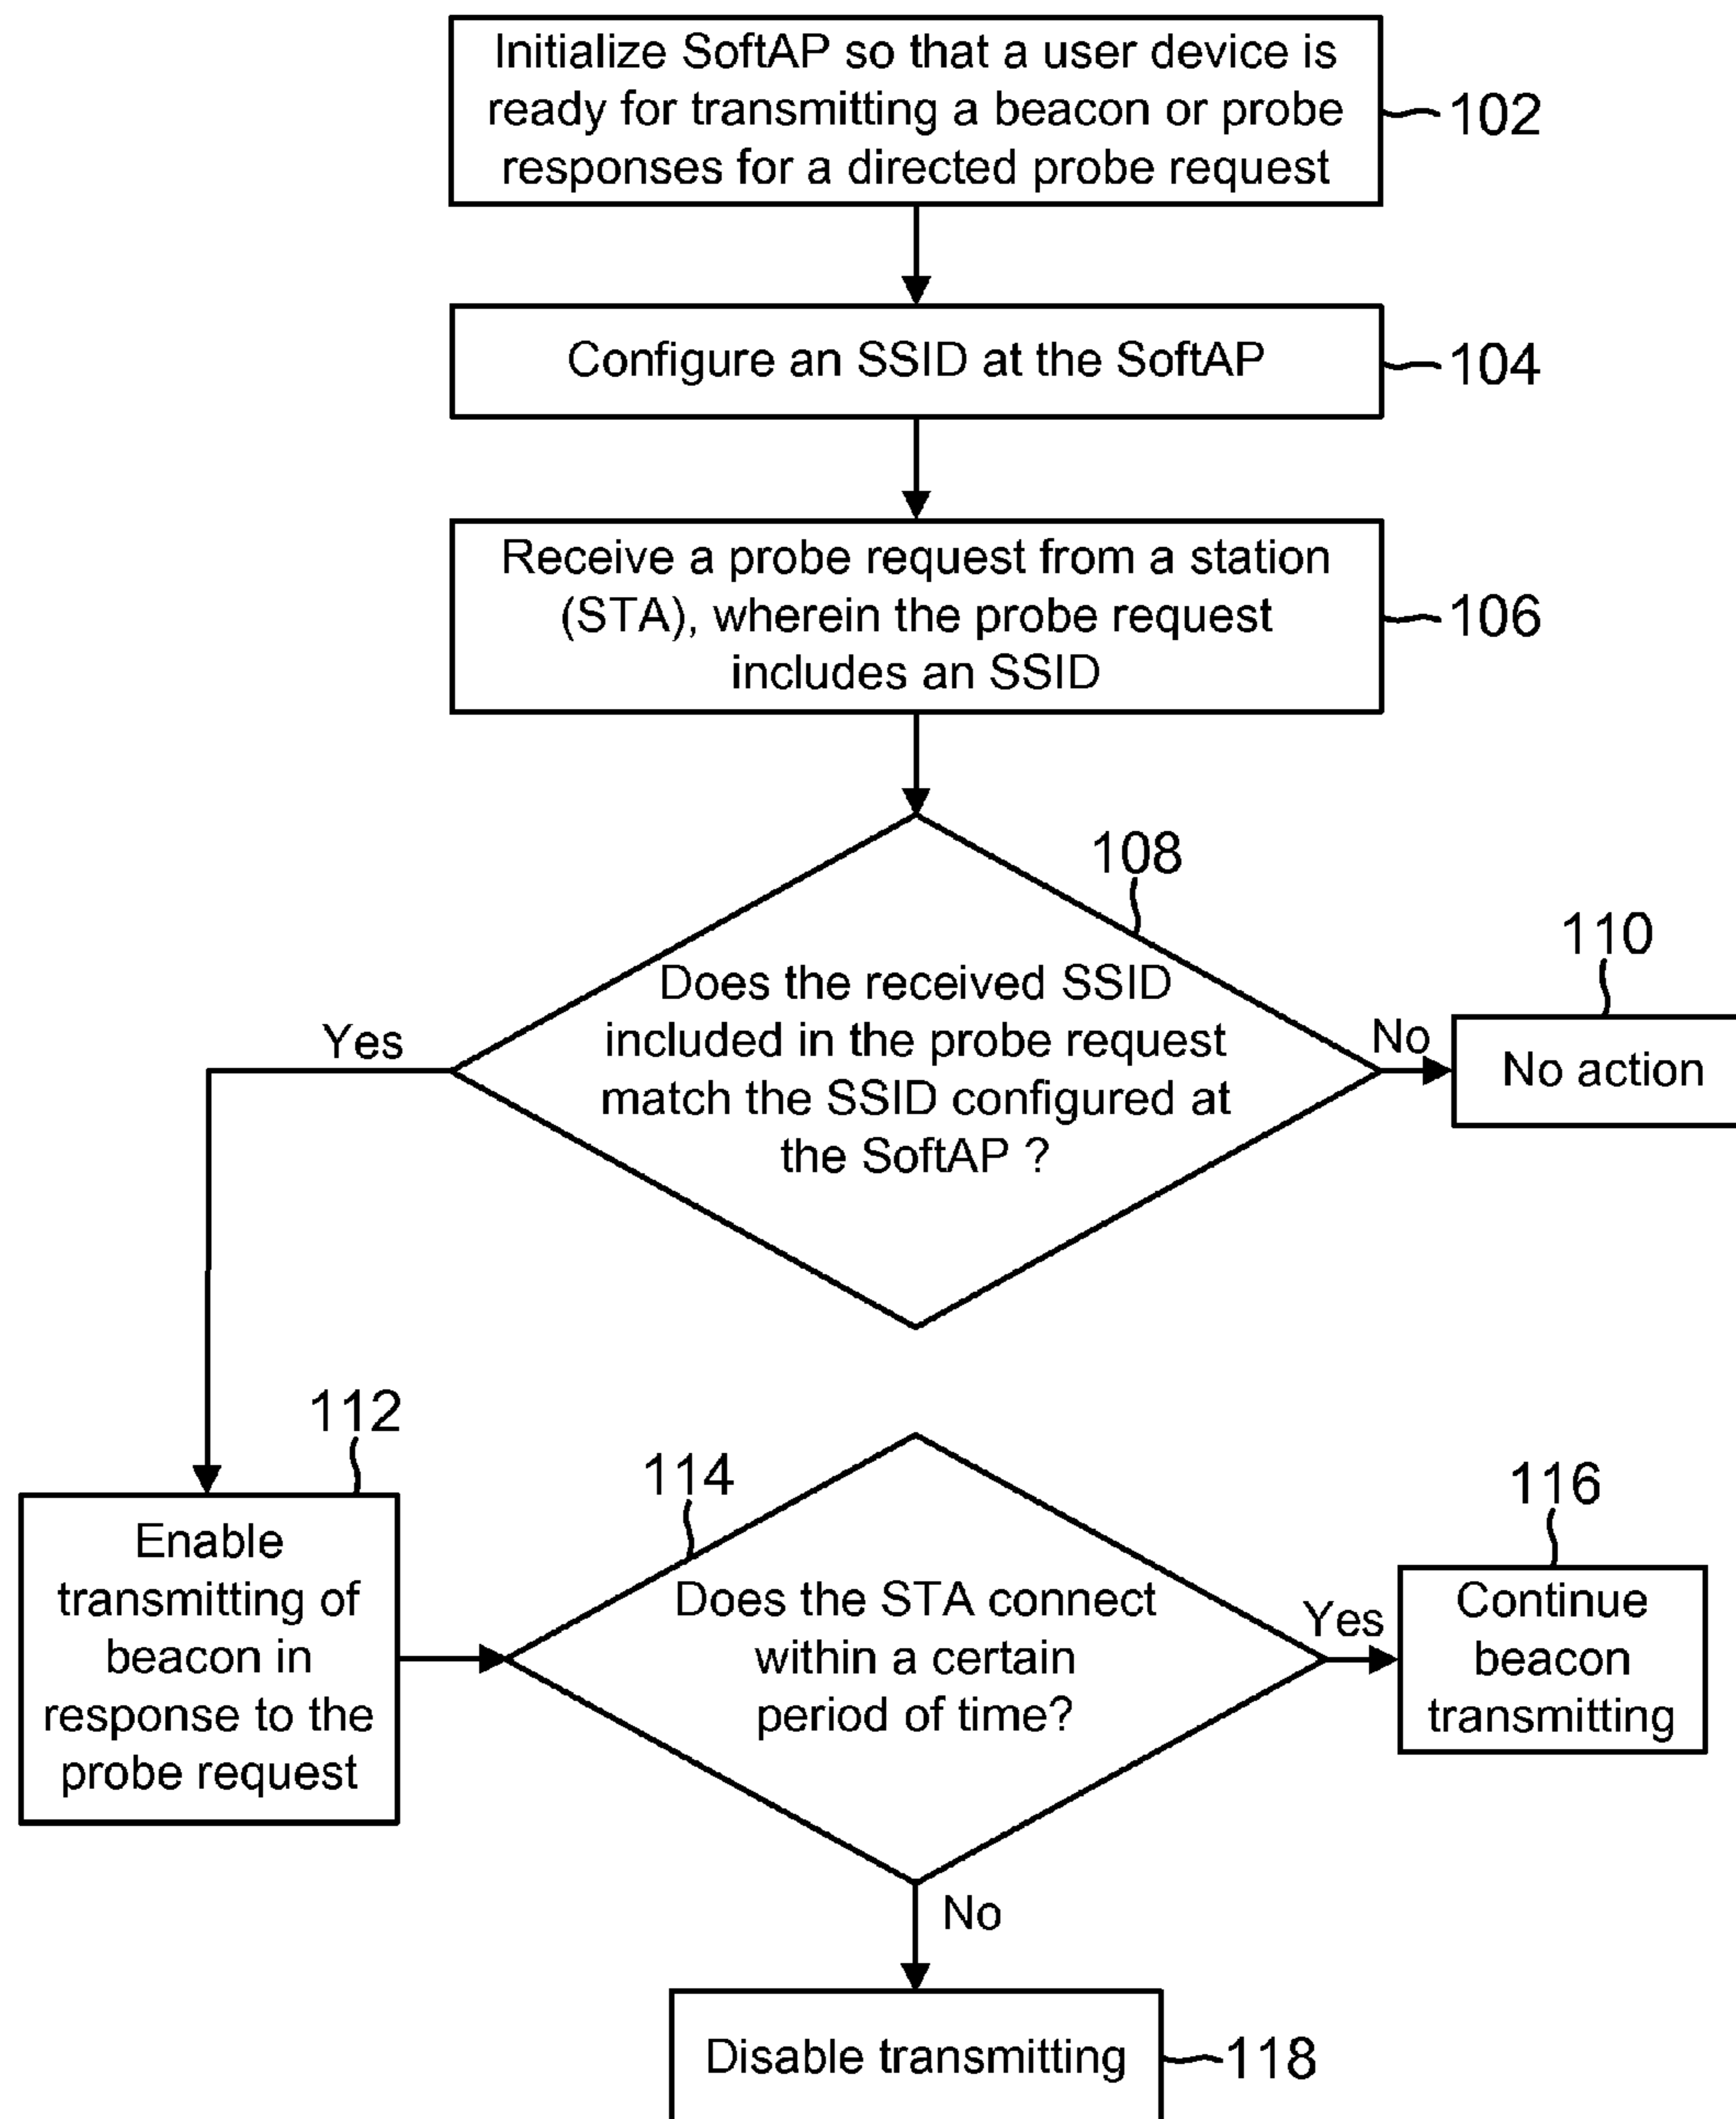 Initialize SoftAP so that a user device is
ready for transmitting a beacon or probe
responses for a directed probe request
102
Configure an SSID at the SoftAP
104
Receive a probe request from a station
(STA), wherein the probe request
includes an SSID
106
108
Does the received SSID
included in the probe request
match the SSID configured at
the SoftAP ?
Yes
No
110
No action
112
Enable
transmitting of
beacon in
response to the
probe request
114
Does the STA connect
within a certain
period of time?
Yes
116
Continue
beacon
transmitting
No
Disable transmitting
118